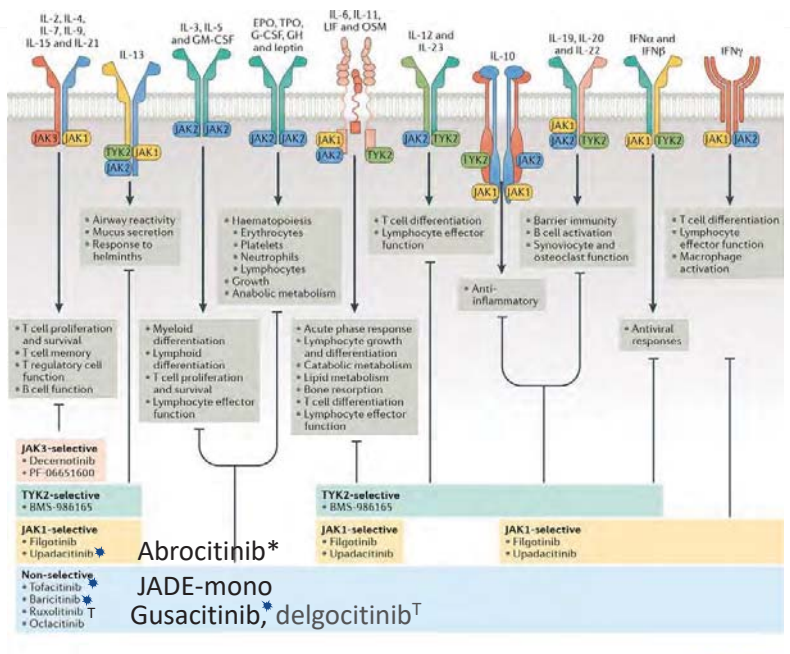 IL-2, IL-4,
IL-7, IL-9,
IL-15 and IL-21
IL-13
IL-3, IL-5
and GM-CSF
EPO, TPO,
G-CSF, GH
and leptin
IL-6, IL-11,
LIF and OSM
IL-12 and
IL-23
IL-10
IL-19, IL-20
and IL-22
IFNα and
IFNβ
IFNγ
JAK3 JAK1
TYK2 JAK1
JAK2
JAK2 JAK2
JAK2 JAK2
JAK1
JAK2 TYK2
JAK2 TYK2
TYK2 JAK2
JAK1 JAK1
JAK1
JAK2 TYK2
JAK1 TYK2
JAK1 JAK2
• Airway reactivity
• Mucus secretion
• Response to
helminths
• Haematopoiesis
• Erythrocytes
• Platelets
• Neutrophils
• Lymphocytes
• Growth
• Anabolic metabolism
• T cell differentiation
• Lymphocyte effector
function
• Anti-
inflammatory
• Barrier immunity
• B cell activation
• Synoviocyte and
osteoclast function
• T cell differentiation
• Lymphocyte
effector function
• Macrophage
activation
• T cell proliferation
and survival
• T cell memory
• T regulatory cell
function
• B cell function
• Myeloid
differentiation
• Lymphoid
differentiation
• T cell proliferation
and survival
• Lymphocyte effector
function
• Acute phase response
• Lymphocyte growth
and differentiation
• Catabolic metabolism
• Lipid metabolism
• Bone resorption
• T cell differentiation
• Lymphocyte effector
function
• Antiviral
responses
JAK3-selective
• Decernotinib
• PF-06651600
TYK2-selective
• BMS-986165
TYK2-selective
• BMS-986165
JAK1-selective
• Filgotinib
• Upadacitinib
Abrocitinib*
JAK1-selective
• Filgotinib
• Upadacitinib
JAK1-selective
• Filgotinib
• Upadacitinib
Non-selective
• Tofacitinib
• Baricitinib
• Ruxolitinib T
• Oclacitinib
JADE-mono
Gusacitinib, delgocitinibᵀ